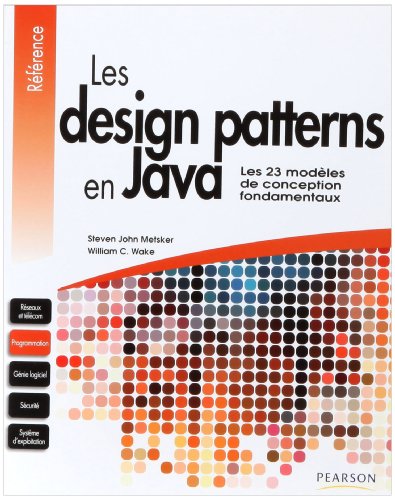 Référence
Les
design patterns
en Java
Les 23 modèles
de conception
fondamentaux
Steven John Metsker
William C. Wake
Réseaux
et télécom
Programmation
Génie logiciel
Sécurité
Système
d'exploitation
PEARSON